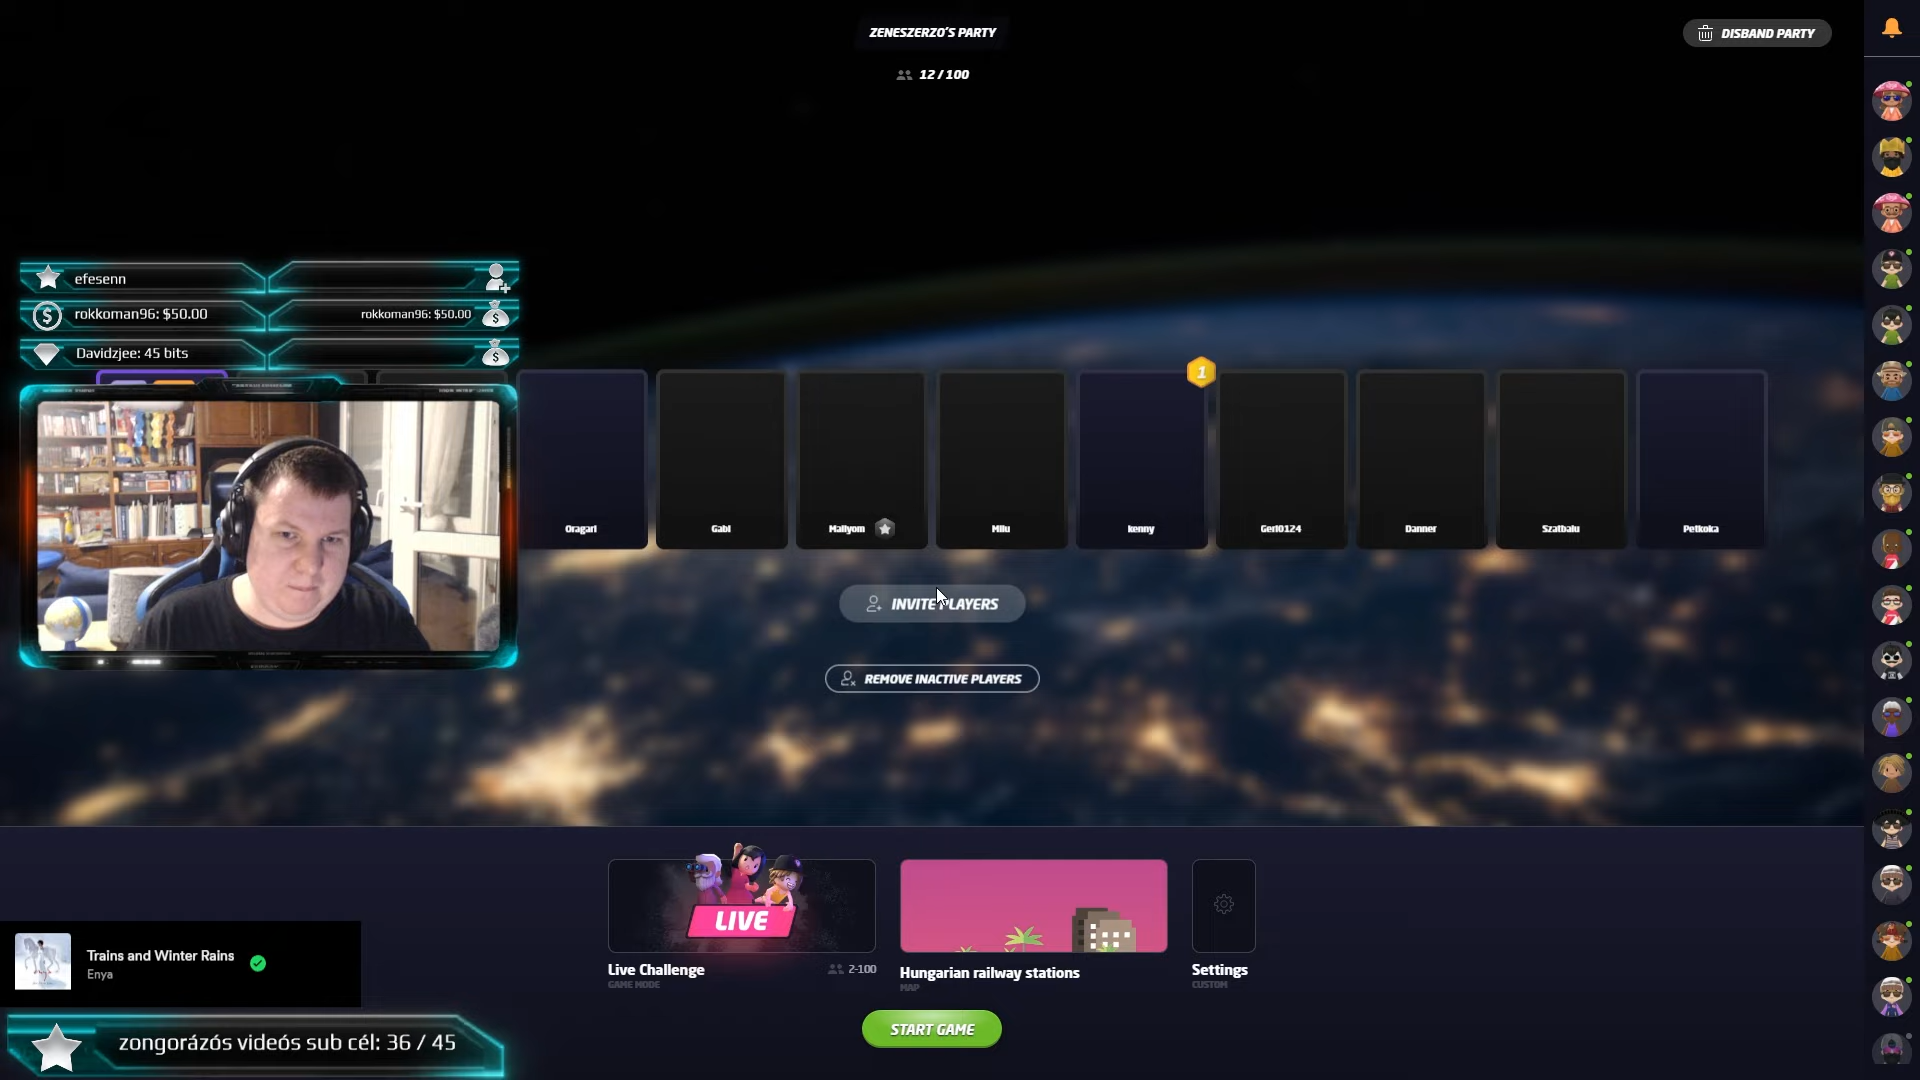 ZENESZERZO'S PARTY
12 / 100
DISBAND PARTY
efesenn
rokkoman96: $50.00
rokkoman96: $50.00
Davidzjee: 45 bits
1
Oragari
Gabi
Mallyom
Milu
kenny
Geri0124
Danner
Szatbalu
Petkoka
INVITE PLAYERS
REMOVE INACTIVE PLAYERS
LIVE
Live Challenge
2-100
GAME MODE
Hungarian railway stations
MAP
Settings
CUSTOM
START GAME
Trains and Winter Rains
Enya
zongorázós videós sub cél: 36 / 45